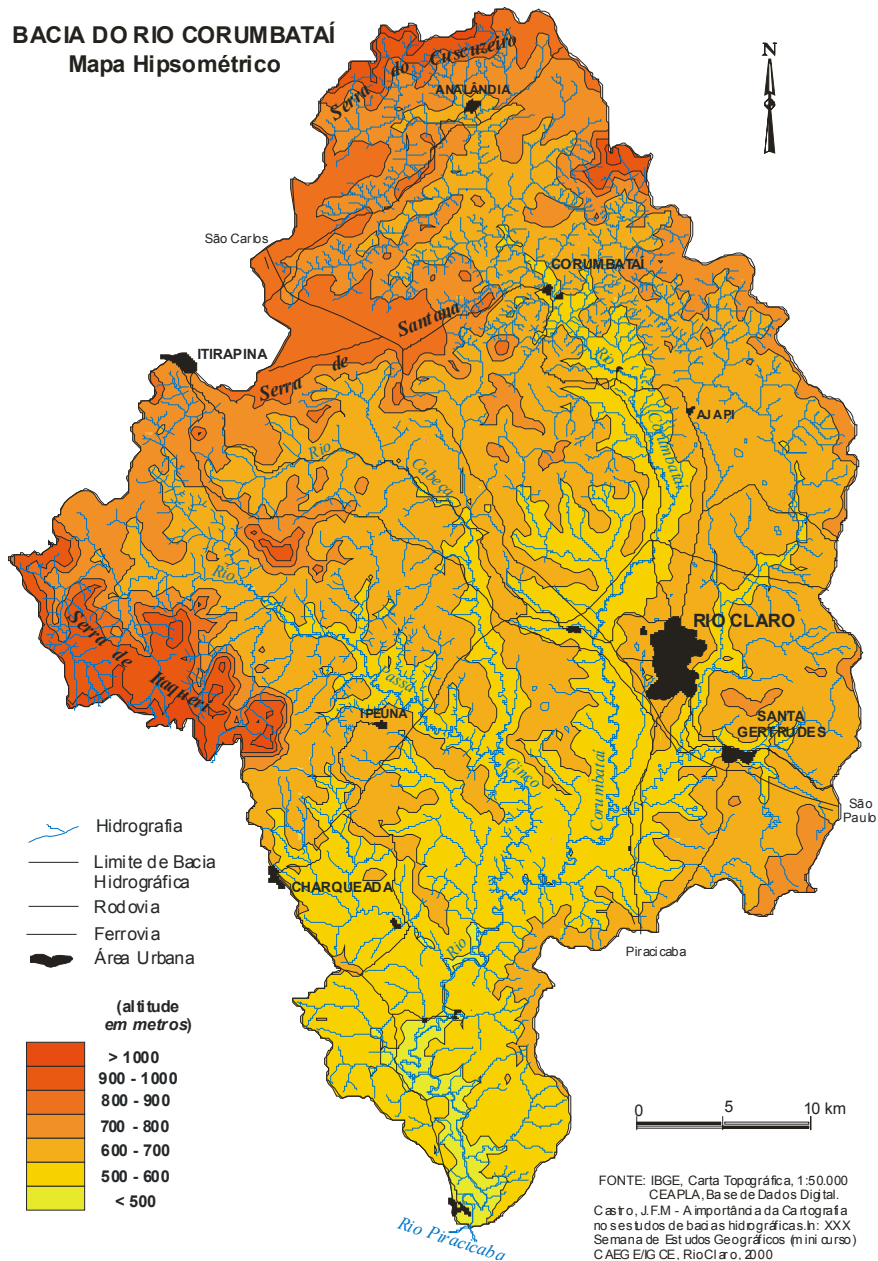 BACIA DO RIO CORUMBATAÍ
Mapa Hipsométrico
N
Serra do Cuscuzeiro
ANALÂNDIA
São Carlos
CORUMBATAÍ
Serra de Santana
ITIRAPINA
Rio
AJAPI
Corumbataí
Rio
Cabeça
Rio
Serra de Itaqueri
RIO CLARO
Passa
IPEÚNA
SANTA
GERTRUDES
Cinco
Corumbataí
São
Paulo
CHARQUEADA
Rio
Piracicaba
Hidrografia
Limite de Bacia
Hidrográfica
Rodovia
Ferrovia
Área Urbana
(altitude
em metros)
> 1000
900 - 1000
800 - 900
700 - 800
600 - 700
500 - 600
< 500
0 5 10 km
Rio Piracicaba
FONTE: IBGE, Carta Topográfica, 1:50.000
CEAPLA, Base de Dados Digital.
Castro, J.F.M - A importância da Cartografia
nos estudos de bacias hidrográficas.In: XXX
Semana de Estudos Geográficos (mini curso)
CAEGE/IGCE, Rio Claro, 2000